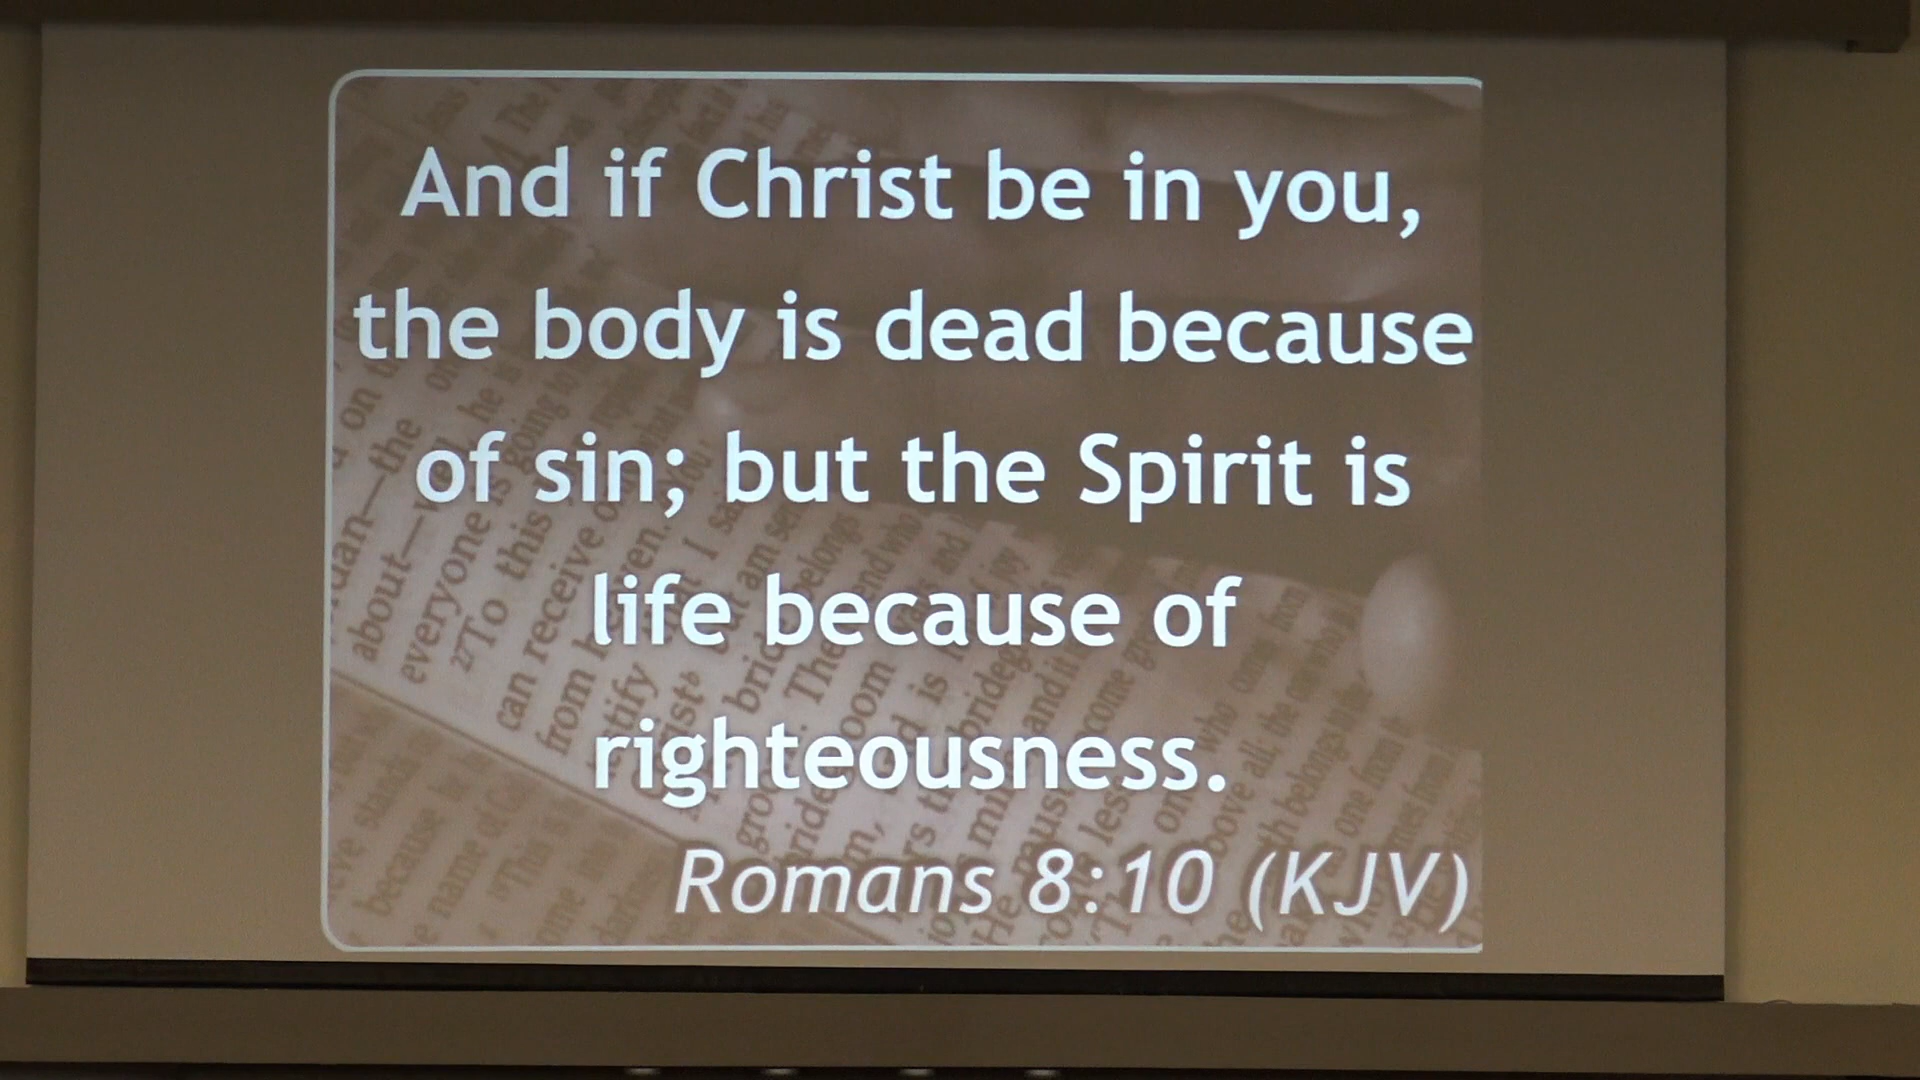 And if Christ be in you,
the body is dead because
of sin; but the Spirit is
life because of
righteousness.
Romans 8:10 (KJV)